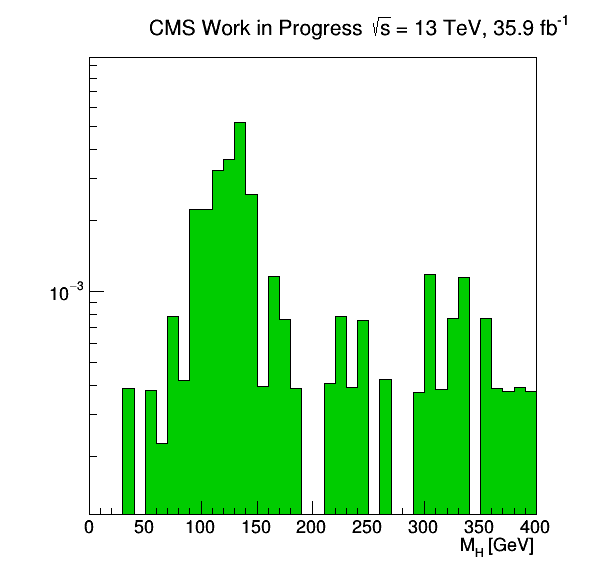 CMS Work in Progress √s = 13 TeV, 35.9 fb⁻¹
10⁻³
0 50 100 150 200 250 300 350 400
M_H [GeV]